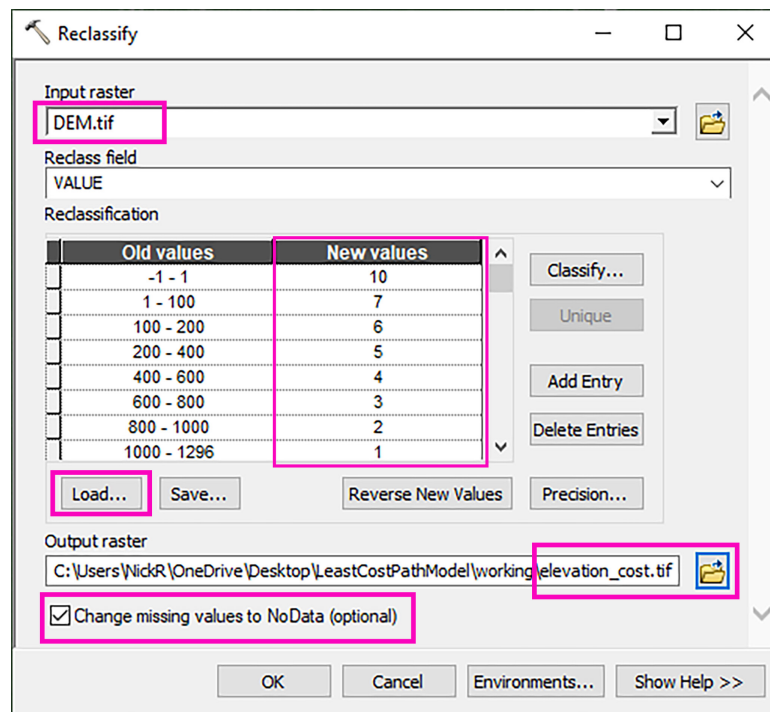 Reclassify
Input raster
DEM.tif
Reclass field
VALUE
Reclassification
Old values New values
-1 - 1 10
1 - 100 7
100 - 200 6
200 - 400 5
400 - 600 4
600 - 800 3
800 - 1000 2
1000 - 1296 1
Classify...
Unique
Add Entry
Delete Entries
Load... Save... Reverse New Values Precision...
Output raster
C:\Users\NickR\OneDrive\Desktop\LeastCostPathModel\working\elevation_cost.tif
Change missing values to NoData (optional)
OK Cancel Environments... Show Help >>